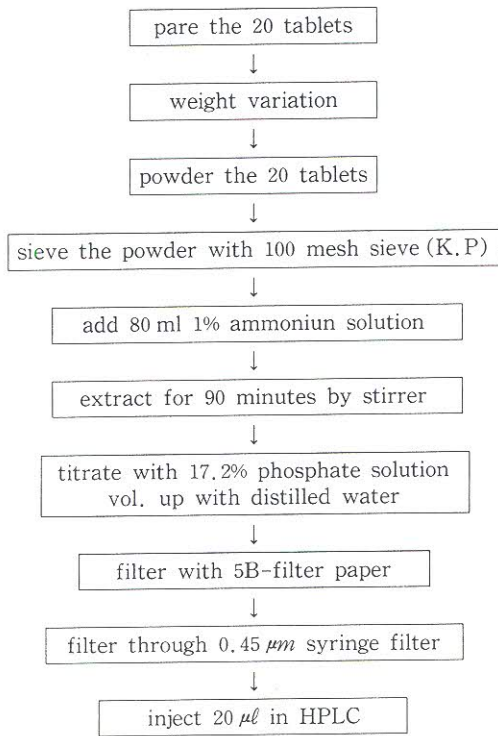 pare the 20 tablets
↓
weight variation
↓
powder the 20 tablets
↓
sieve the powder with 100 mesh sieve (K.P)
↓
add 80 ml 1% ammoniun solution
↓
extract for 90 minutes by stirrer
↓
titrate with 17.2% phosphate solution
vol. up with distilled water
↓
filter with 5B-filter paper
↓
filter through 0.45 μm syringe filter
↓
inject 20 μl in HPLC